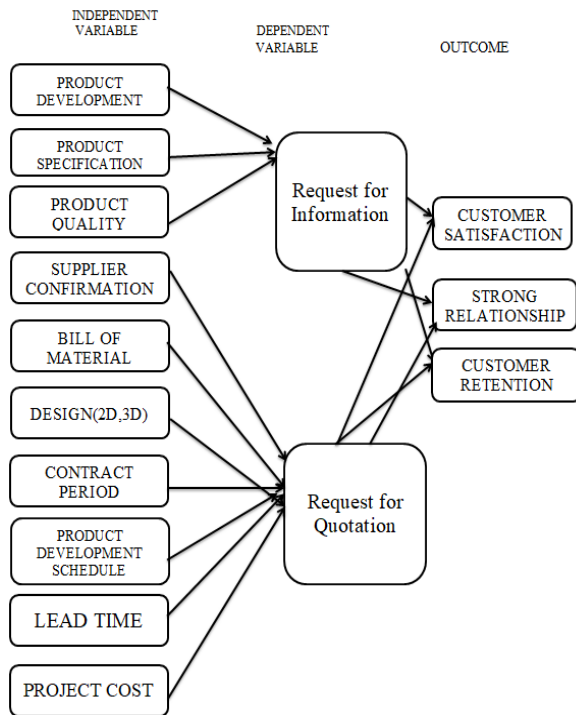 INDEPENDENT
VARIABLE
DEPENDENT
VARIABLE
OUTCOME
PRODUCT
DEVELOPMENT
PRODUCT
SPECIFICATION
PRODUCT
QUALITY
SUPPLIER
CONFIRMATION
BILL OF
MATERIAL
DESIGN(2D,3D)
CONTRACT
PERIOD
PRODUCT
DEVELOPMENT
SCHEDULE
LEAD TIME
PROJECT COST
Request for
Information
Request for
Quotation
CUSTOMER
SATISFACTION
STRONG
RELATIONSHIP
CUSTOMER
RETENTION